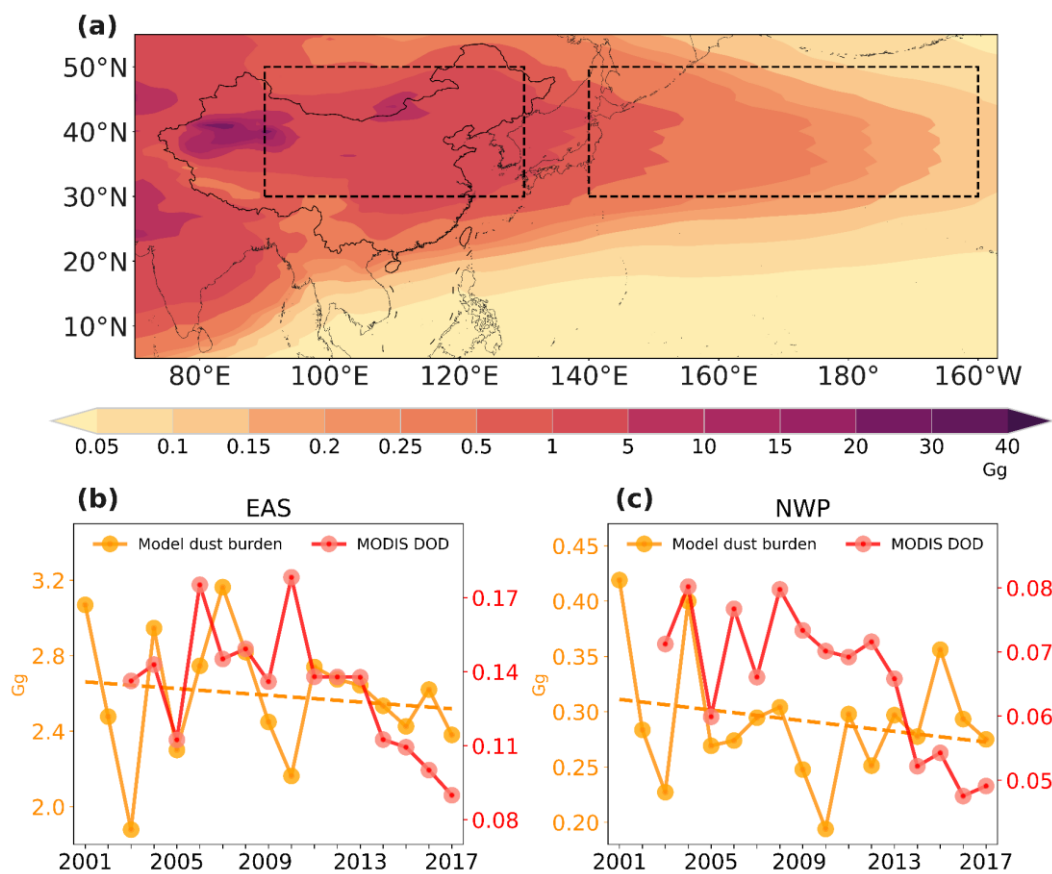 (a)
50°N
40°N
30°N
20°N
10°N
80°E 100°E 120°E 140°E 160°E 180° 160°W
0.05 0.1 0.15 0.2 0.25 0.5 1 5 10 15 20 30 40
Gg
(b) EAS
Model dust burden MODIS DOD
3.2
2.8
2.4
2.0
Gg
0.17
0.14
0.11
0.08
2001 2005 2009 2013 2017
(c) NWP
Model dust burden MODIS DOD
0.45
0.40
0.35
0.30
0.25
0.20
Gg
0.08
0.07
0.06
0.05
2001 2005 2009 2013 2017